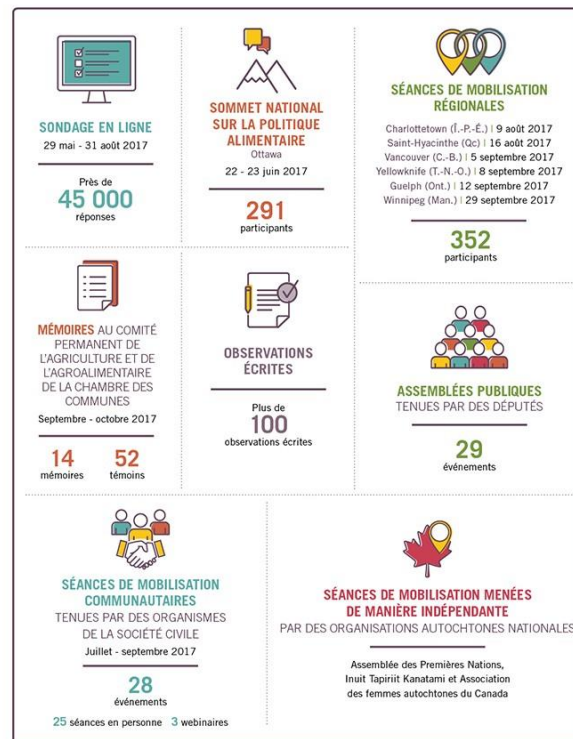 SONDAGE EN LIGNE
29 mai - 31 août 2017
Près de
45 000
réponses
SOMMET NATIONAL
SUR LA POLITIQUE
ALIMENTAIRE
Ottawa
22 - 23 juin 2017
291
participants
SÉANCES DE MOBILISATION
RÉGIONALES
Charlottetown (Î.-P.-É.) | 9 août 2017
Saint-Hyacinthe (Qc) | 16 août 2017
Vancouver (C.-B.) | 5 septembre 2017
Yellowknife (T.-N.-O.) | 8 septembre 2017
Guelph (Ont.) | 12 septembre 2017
Winnipeg (Man.) | 29 septembre 2017
352
participants
MÉMOIRES AU COMITÉ
PERMANENT DE
L'AGRICULTURE ET DE
L'AGROALIMENTAIRE
DE LA CHAMBRE DES
COMMUNES
Septembre - octobre 2017
14 52
mémoires témoins
OBSERVATIONS
ÉCRITES
Plus de
100
observations écrites
ASSEMBLÉES PUBLIQUES
TENUES PAR DES DÉPUTÉS
29
événements
SÉANCES DE MOBILISATION
COMMUNAUTAIRES
TENUES PAR DES ORGANISMES
DE LA SOCIÉTÉ CIVILE
Juillet - septembre 2017
28
événements
25 séances en personne 3 webinaires
SÉANCES DE MOBILISATION MENÉES
DE MANIÈRE INDÉPENDANTE
PAR DES ORGANISATIONS AUTOCHTONES NATIONALES
Assemblée des Premières Nations,
Inuit Tapiriit Kanatami et Association
des femmes autochtones du Canada